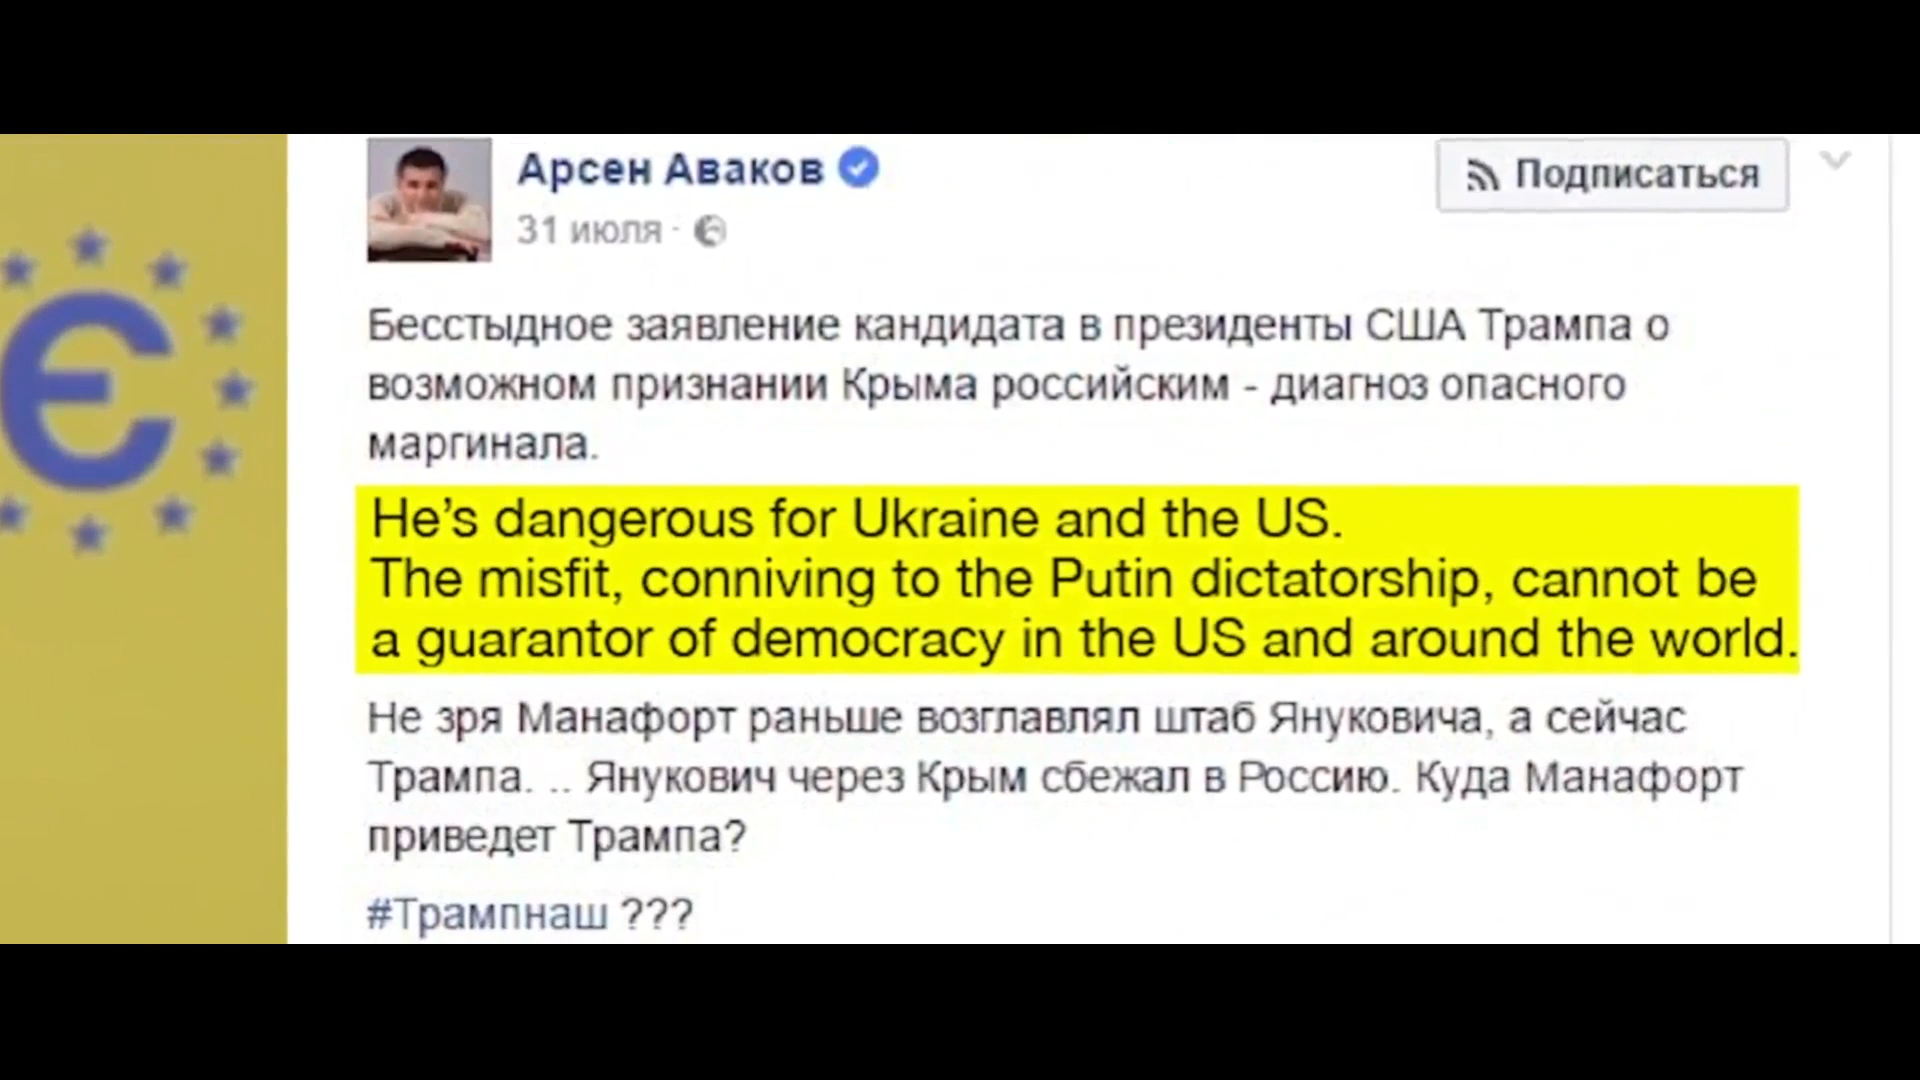 Арсен Аваков
Подписаться
31 июля ·
Бесстыдное заявление кандидата в президенты США Трампа о
возможном признании Крыма российским - диагноз опасного
маргинала.
He's dangerous for Ukraine and the US.
The misfit, conniving to the Putin dictatorship, cannot be
a guarantor of democracy in the US and around the world.
Не зря Манафорт раньше возглавлял штаб Януковича, а сейчас
Трампа. .. Янукович через Крым сбежал в Россию. Куда Манафорт
приведет Трампа?
#Трампнаш ???
Є